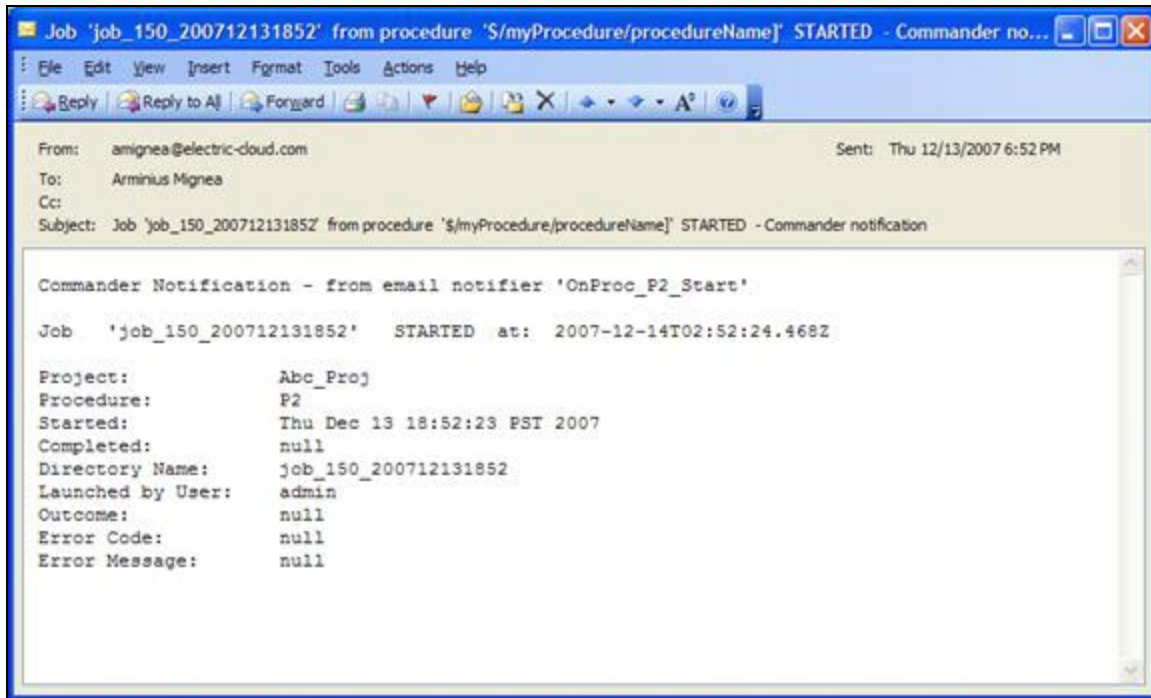 Job 'job_150_200712131852' from procedure '$/myProcedure/procedureName]' STARTED - Commander no...
File Edit View Insert Format Tools Actions Help
Reply Reply to All Forward
From: amignea@electric-cloud.com Sent: Thu 12/13/2007 6:52 PM
To: Arminius Mignea
Cc:
Subject: Job 'job_150_200712131852' from procedure '$/myProcedure/procedureName]' STARTED - Commander notification
Commander Notification - from email notifier 'OnProc_P2_Start'
Job 'job_150_200712131852' STARTED at: 2007-12-14T02:52:24.468Z
Project: Abc_Proj
Procedure: P2
Started: Thu Dec 13 18:52:23 PST 2007
Completed: null
Directory Name: job_150_200712131852
Launched by User: admin
Outcome: null
Error Code: null
Error Message: null